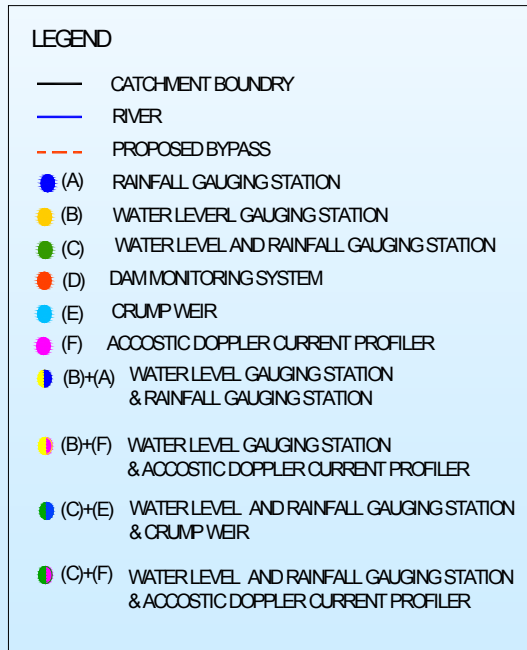 LEGEND
CATCHMENT BOUNDRY
RIVER
PROPOSED BYPASS
(A) RAINFALL GAUGING STATION
(B) WATER LEVERL GAUGING STATION
(C) WATER LEVEL AND RAINFALL GAUGING STATION
(D) DAM MONITORING SYSTEM
(E) CRUMP WEIR
(F) ACCOSTIC DOPPLER CURRENT PROFILER
(B)+(A) WATER LEVEL GAUGING STATION
& RAINFALL GAUGING STATION
(B)+(F) WATER LEVEL GAUGING STATION
& ACCOSTIC DOPPLER CURRENT PROFILER
(C)+(E) WATER LEVEL AND RAINFALL GAUGING STATION
& CRUMP WEIR
(C)+(F) WATER LEVEL AND RAINFALL GAUGING STATION
& ACCOSTIC DOPPLER CURRENT PROFILER